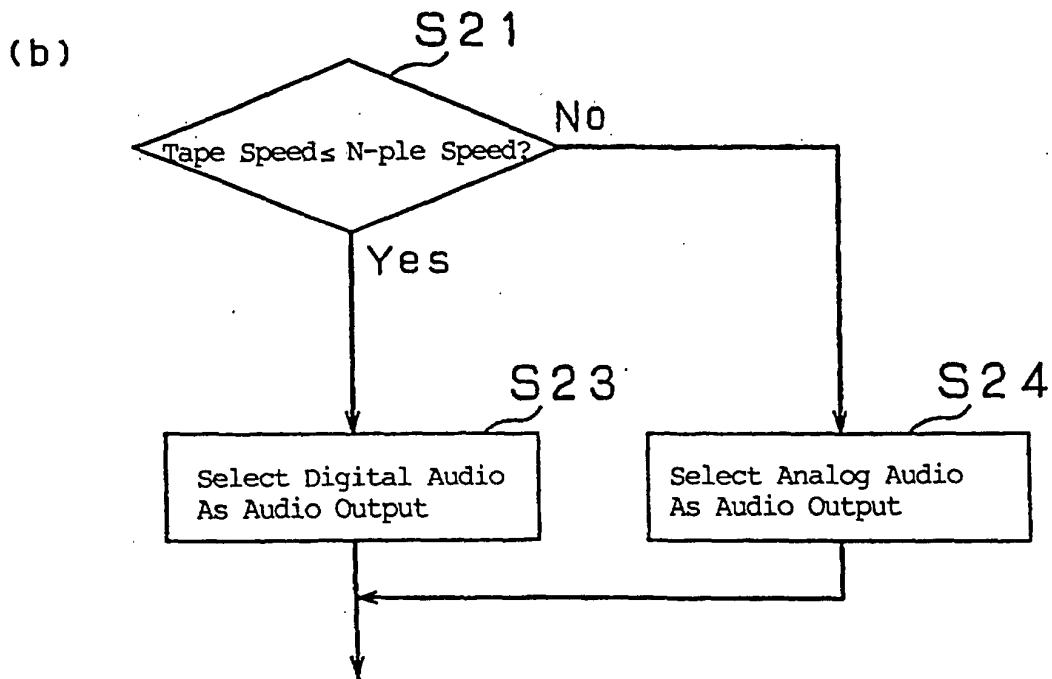 (b)
S21
Tape Speed≤ N-ple Speed?
No
Yes
S23
Select Digital Audio
As Audio Output
S24
Select Analog Audio
As Audio Output